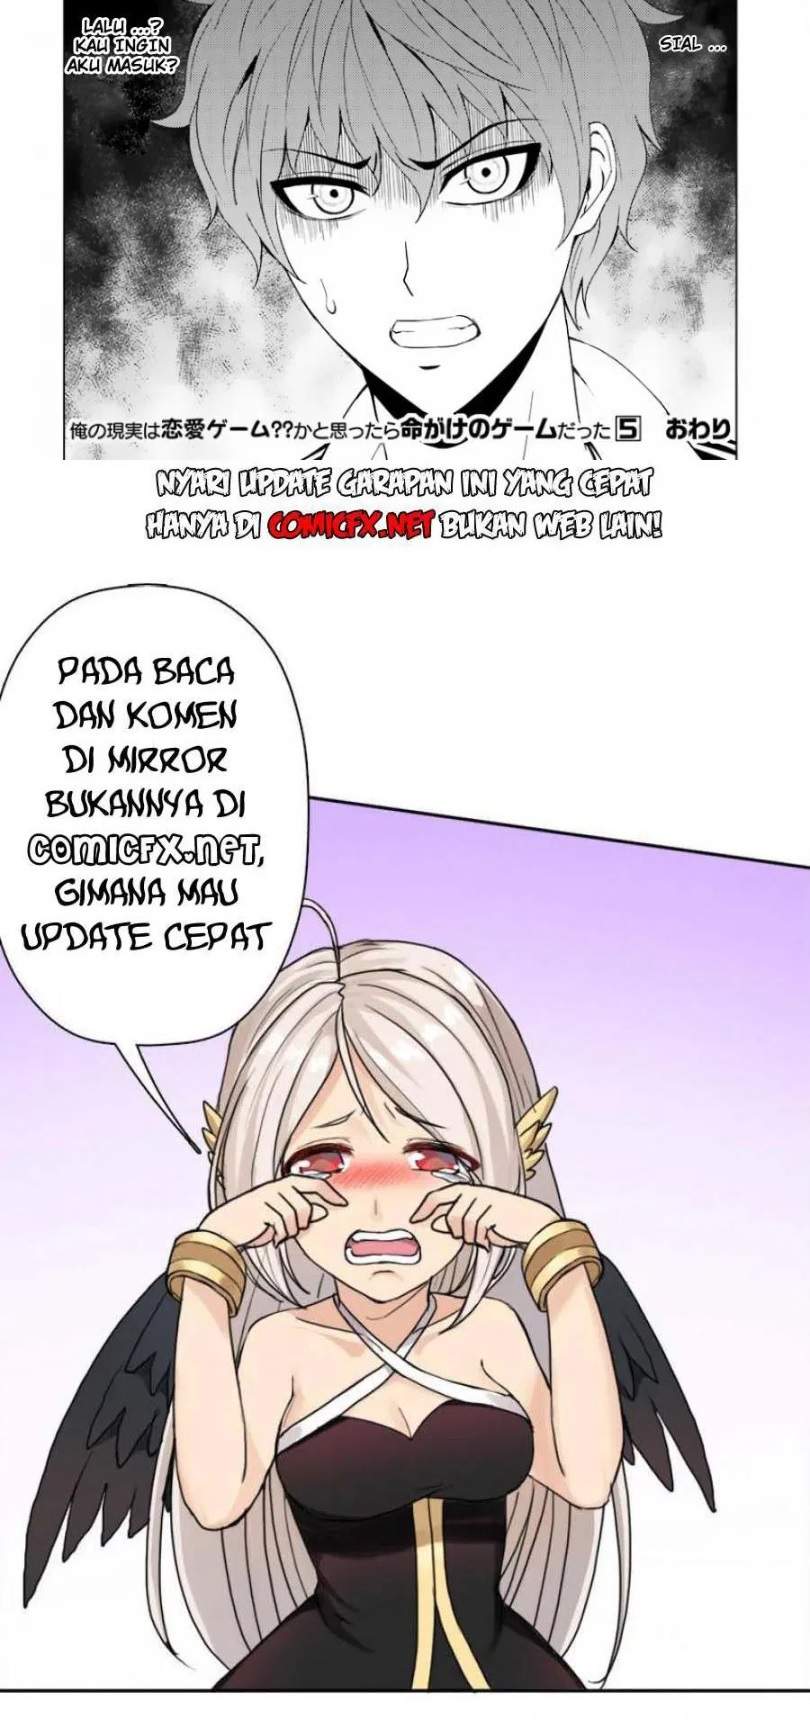 LALU ...?
KAU INGIN
AKU MASUK?
SIAL ...
俺の現実は恋愛ゲーム??かと思ったら命がけのゲームだった 5 おわり
NYARI UPDATE GARAPAN INI YANG CEPAT
HANYA DI COMICFX.NET BUKAN WEB LAIN!
PADA BACA
DAN KOMEN
DI MIRROR
BUKANNYA DI
COMICFX.NET,
GIMANA MAU
UPDATE CEPAT